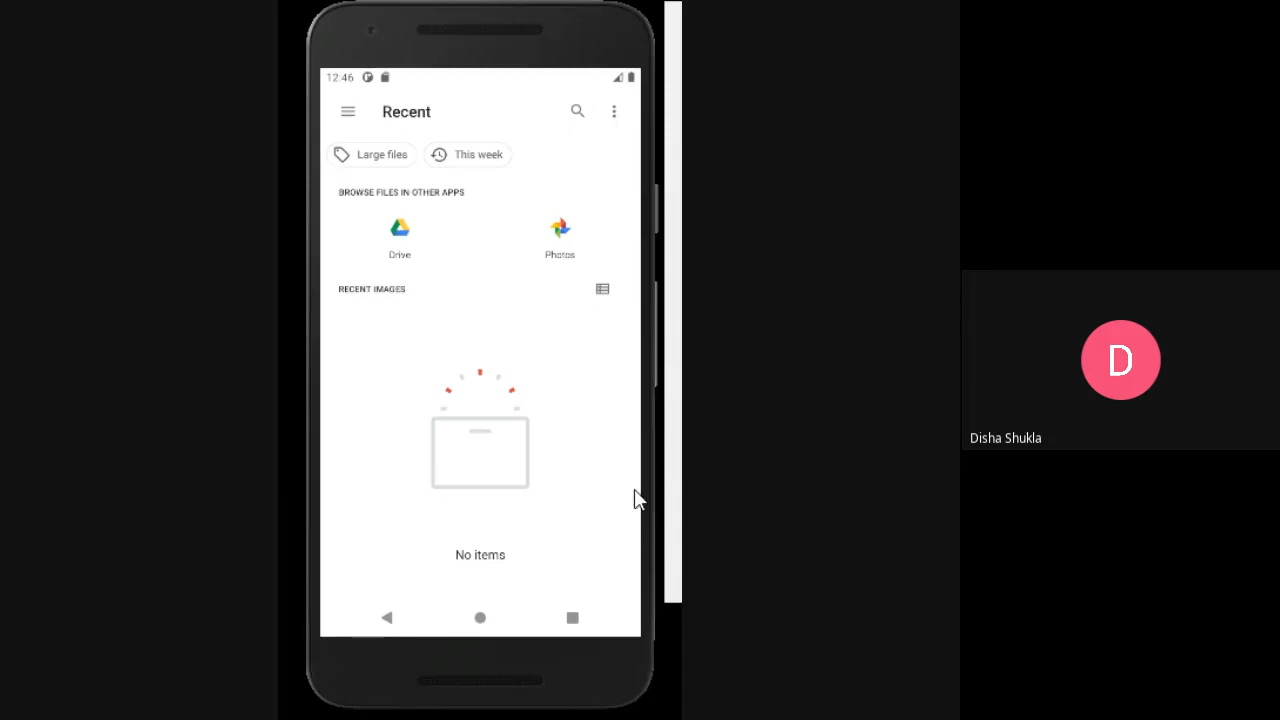 12:46
Recent
Large files
This week
BROWSE FILES IN OTHER APPS
Drive
Photos
RECENT IMAGES
No items
D
Disha Shukla